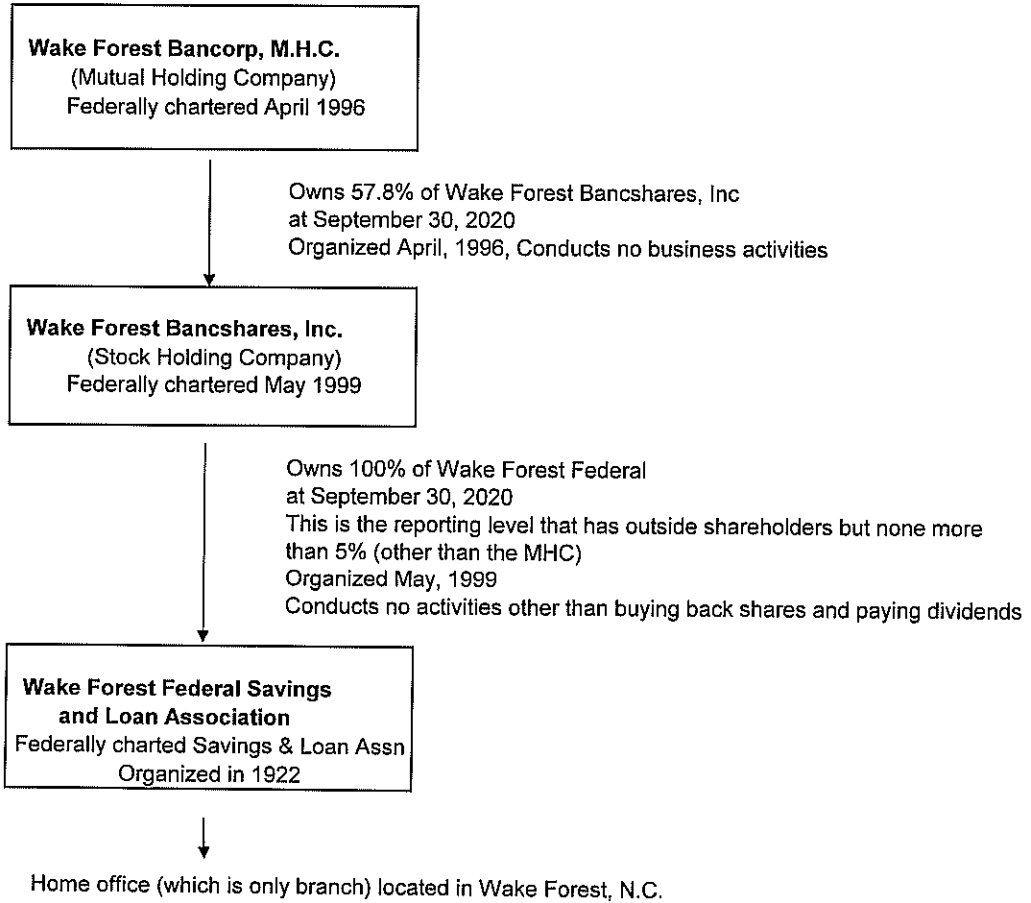 Wake Forest Bancorp, M.H.C.
(Mutual Holding Company)
Federally chartered April 1996
Owns 57.8% of Wake Forest Bancshares, Inc
at September 30, 2020
Organized April, 1996, Conducts no business activities
Wake Forest Bancshares, Inc.
(Stock Holding Company)
Federally chartered May 1999
Owns 100% of Wake Forest Federal
at September 30, 2020
This is the reporting level that has outside shareholders but none more
than 5% (other than the MHC)
Organized May, 1999
Conducts no activities other than buying back shares and paying dividends
Wake Forest Federal Savings
and Loan Association
Federally charted Savings & Loan Assn
Organized in 1922
Home office (which is only branch) located in Wake Forest, N.C.